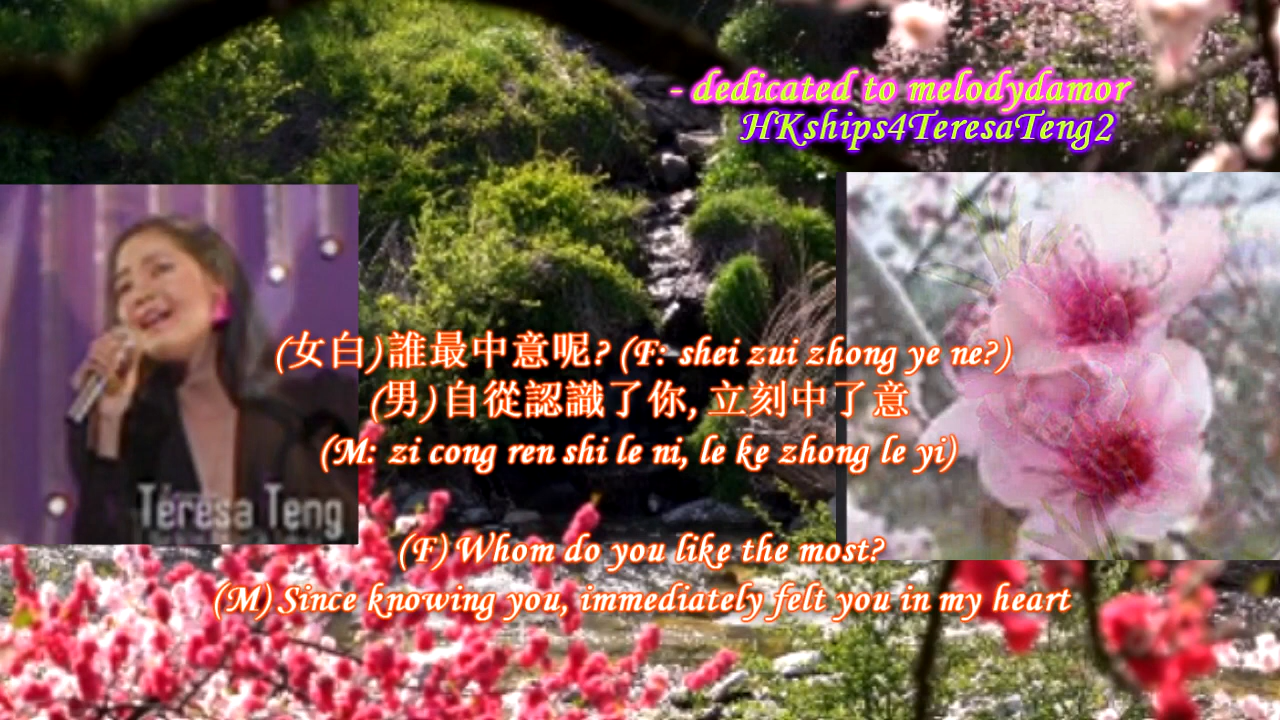 - dedicated to melodydamor
HKships4TeresaTeng2
(女白)誰最中意呢? (F: shei zui zhong ye ne?)
(男)自從認識了你, 立刻中了意
(M: zi cong ren shi le ni, le ke zhong le yi)
Teresa Teng
(F) Whom do you like the most?
(M) Since knowing you, immediately felt you in my heart